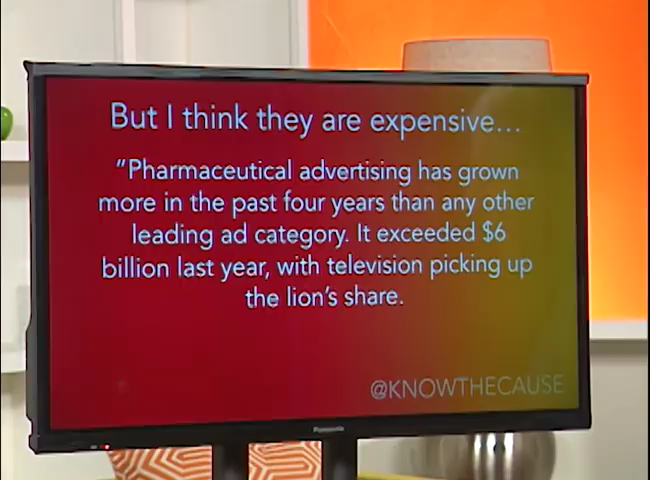 But I think they are expensive...
"Pharmaceutical advertising has grown
more in the past four years than any other
leading ad category. It exceeded $6
billion last year, with television picking up
the lion's share.
@KNOWTHECAUSE
Panasonic